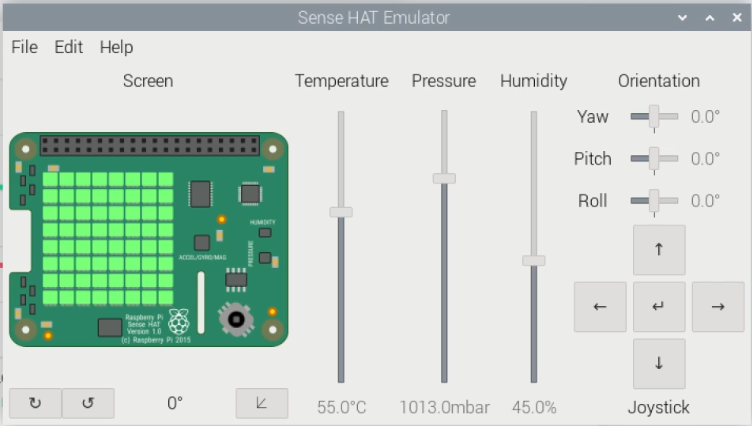 Sense HAT Emulator
File Edit Help
Screen Temperature Pressure Humidity Orientation
Yaw 0.0°
Pitch 0.0°
Roll 0.0°
HUMIDITY
PRESSURE
ACCEL/GYRO/MAG
Raspberry Pi
Sense HAT
Version 1.0
(c) Raspberry Pi 2015
↑
← ↵ →
↓
↻ ↺ 0° 55.0°C 1013.0mbar 45.0% Joystick